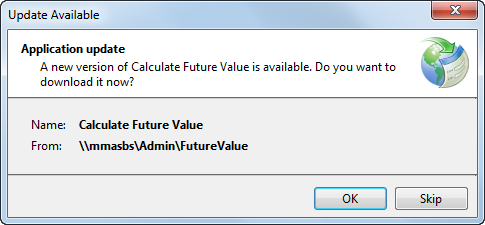 Update Available
Application update
A new version of Calculate Future Value is available. Do you want to
download it now?
Name: Calculate Future Value
From: \\mmasbs\Admin\FutureValue
OK Skip